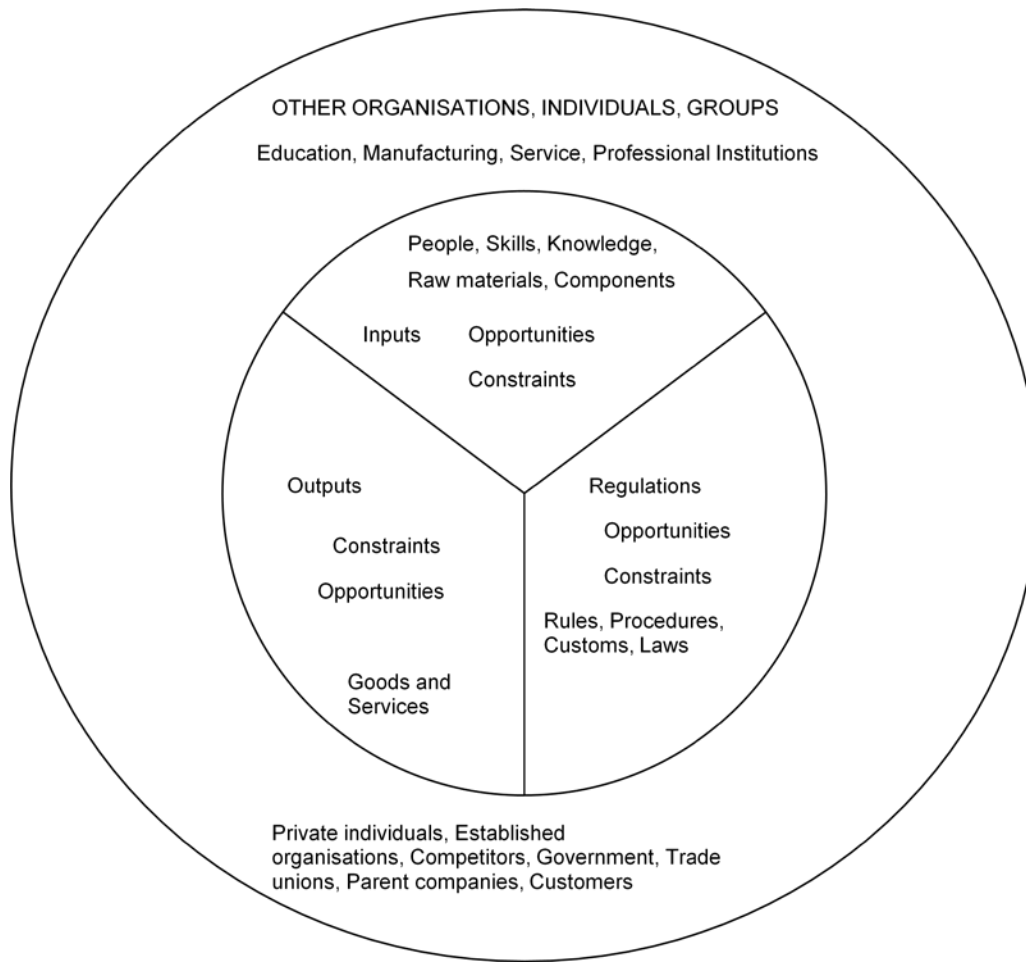 OTHER ORGANISATIONS, INDIVIDUALS, GROUPS
Education, Manufacturing, Service, Professional Institutions
People, Skills, Knowledge,
Raw materials, Components
Inputs
Opportunities
Constraints
Outputs
Constraints
Opportunities
Goods and
Services
Regulations
Opportunities
Constraints
Rules, Procedures,
Customs, Laws
Private individuals, Established
organisations, Competitors, Government, Trade
unions, Parent companies, Customers